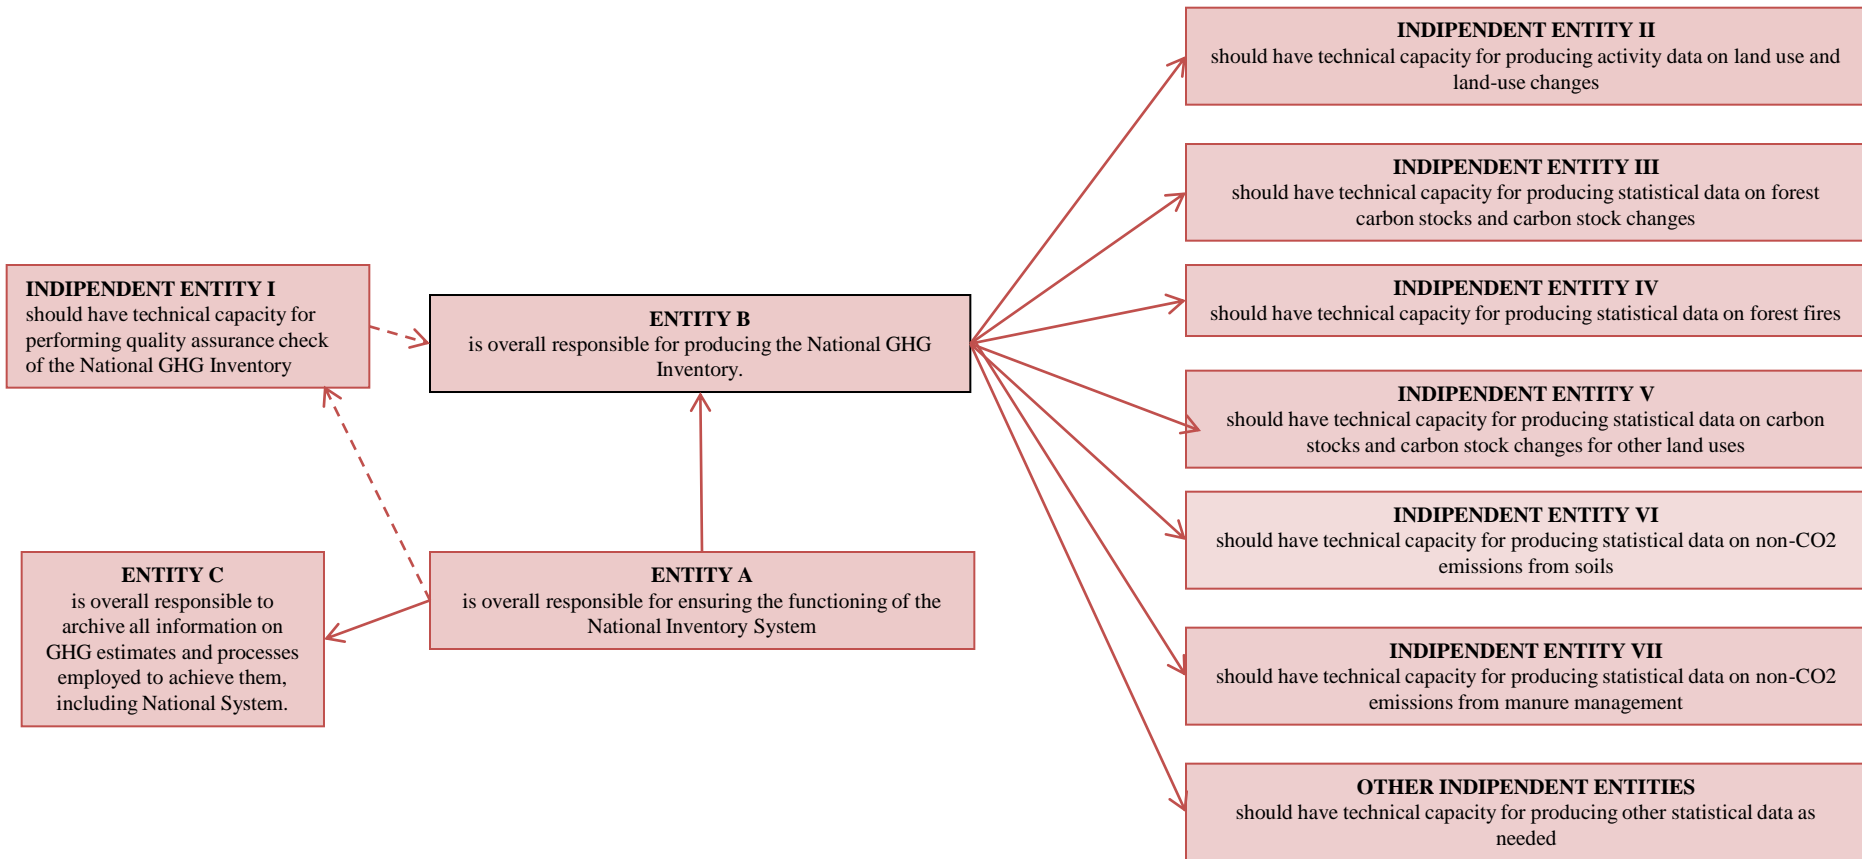 INDIPENDENT ENTITY II
should have technical capacity for producing activity data on land use and
land-use changes
INDIPENDENT ENTITY III
should have technical capacity for producing statistical data on forest
carbon stocks and carbon stock changes
INDIPENDENT ENTITY I
should have technical capacity for
performing quality assurance check
of the National GHG Inventory
ENTITY B
is overall responsible for producing the National GHG
Inventory.
INDIPENDENT ENTITY IV
should have technical capacity for producing statistical data on forest fires
INDIPENDENT ENTITY V
should have technical capacity for producing statistical data on carbon
stocks and carbon stock changes for other land uses
INDIPENDENT ENTITY VI
should have technical capacity for producing statistical data on non-CO2
emissions from soils
ENTITY C
is overall responsible to
archive all information on
GHG estimates and processes
employed to achieve them,
including National System.
ENTITY A
is overall responsible for ensuring the functioning of the
National Inventory System
INDIPENDENT ENTITY VII
should have technical capacity for producing statistical data on non-CO2
emissions from manure management
OTHER INDIPENDENT ENTITIES
should have technical capacity for producing other statistical data as
needed